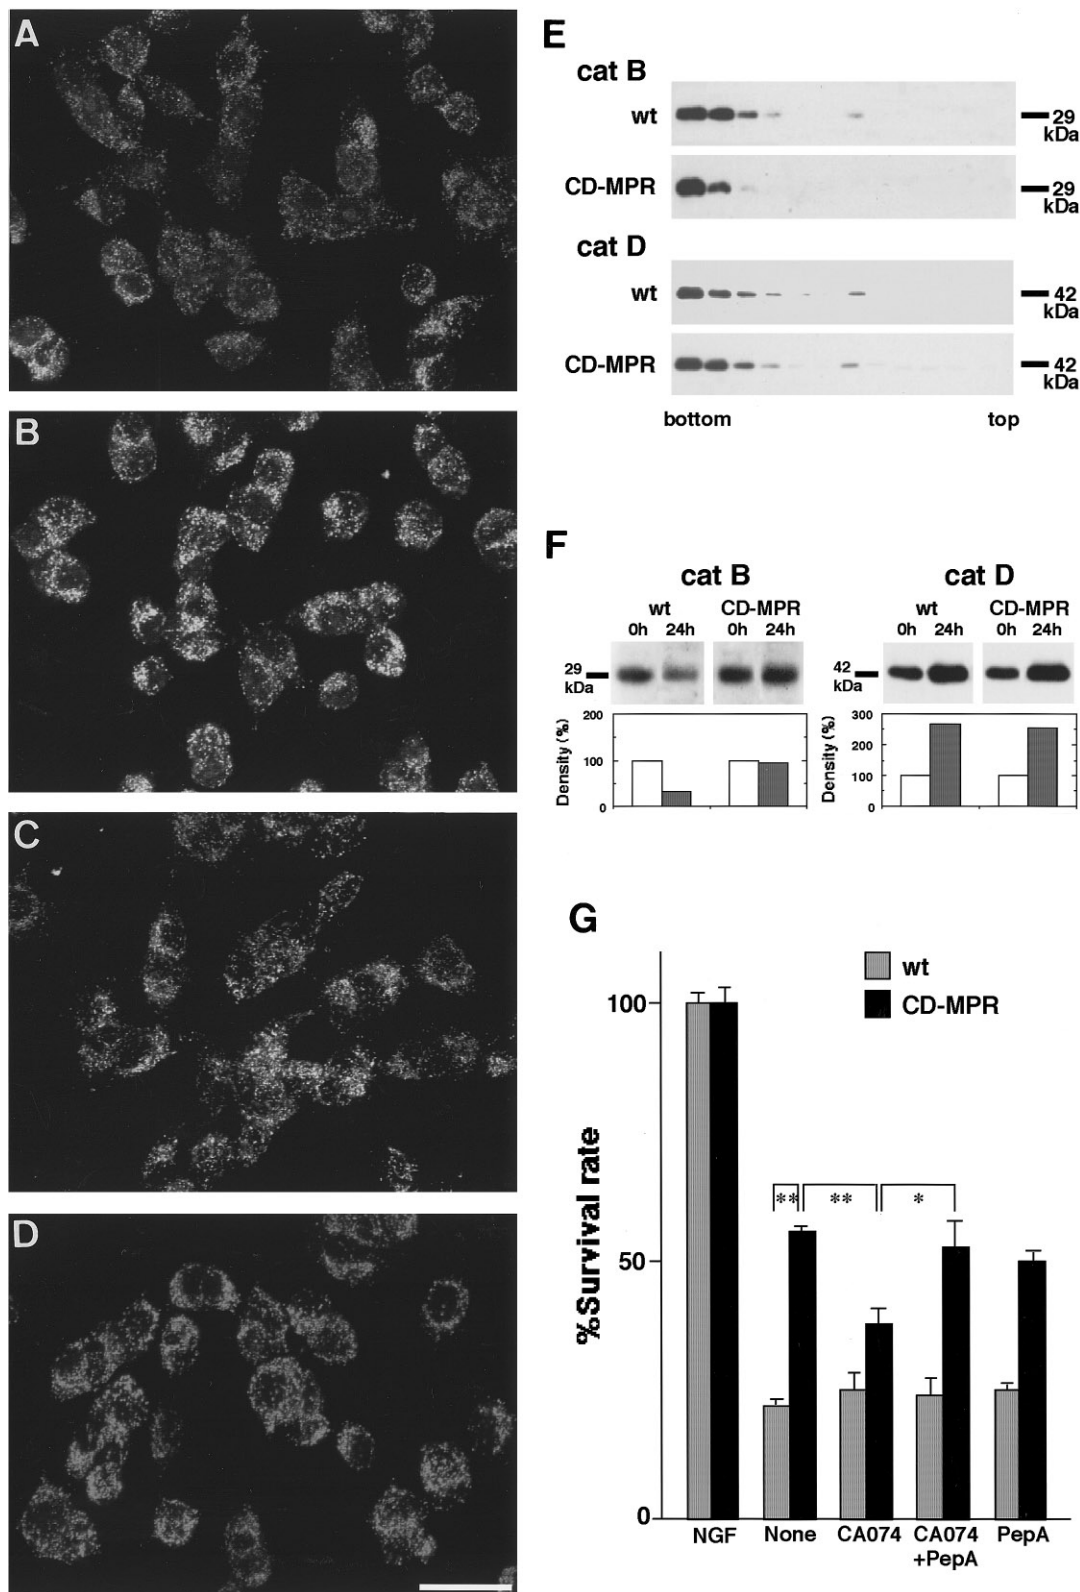 A
B
C
D
E
cat B
wt
29
kDa
CD-MPR
29
kDa
cat D
wt
42
kDa
CD-MPR
42
kDa
bottom top
F
cat B cat D
wt CD-MPR wt CD-MPR
0h 24h 0h 24h 0h 24h 0h 24h
29
kDa
42
kDa
Density (%)
200
100
0
Density (%)
300
200
100
0
G
wt
CD-MPR
%Survival rate
100
50
0
** ** *
NGF None CA074 CA074 PepA
+PepA